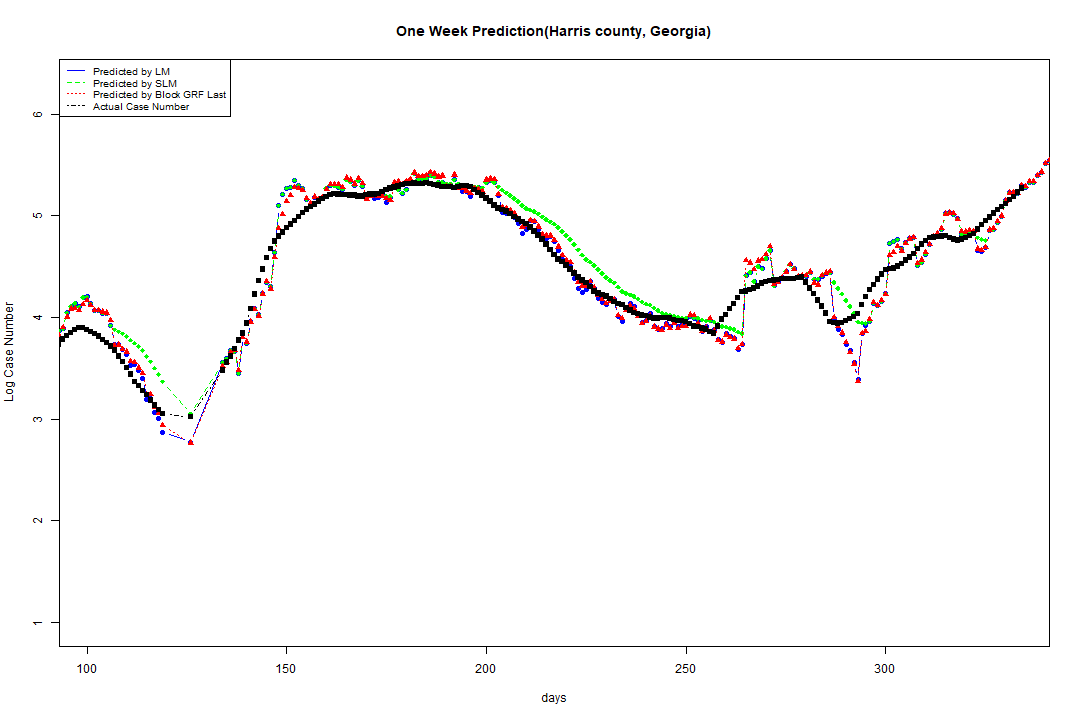 One Week Prediction(Harris county, Georgia)
Predicted by LM
Predicted by SLM
Predicted by Block GRF Last
Actual Case Number
6
5
4
3
2
1
Log Case Number
100 150 200 250 300
days